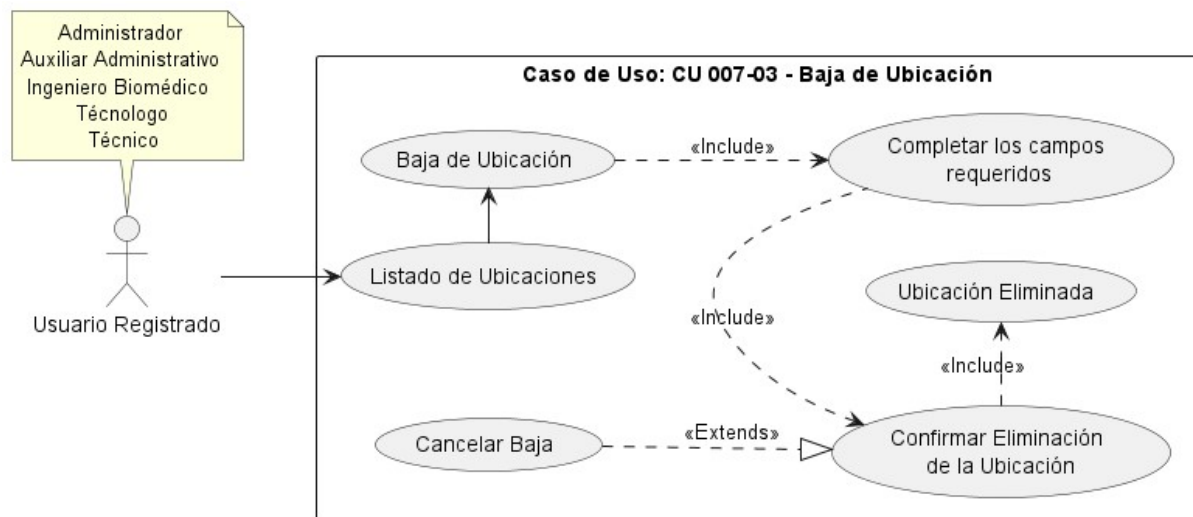 Administrador
Auxiliar Administrativo
Ingeniero Biomédico
Técnologo
Técnico
Usuario Registrado
Caso de Uso: CU 007-03 - Baja de Ubicación
Baja de Ubicación
«Include»
Completar los campos
requeridos
Listado de Ubicaciones
Ubicación Eliminada
«Include»
«Include»
Cancelar Baja
«Extends»
Confirmar Eliminación
de la Ubicación